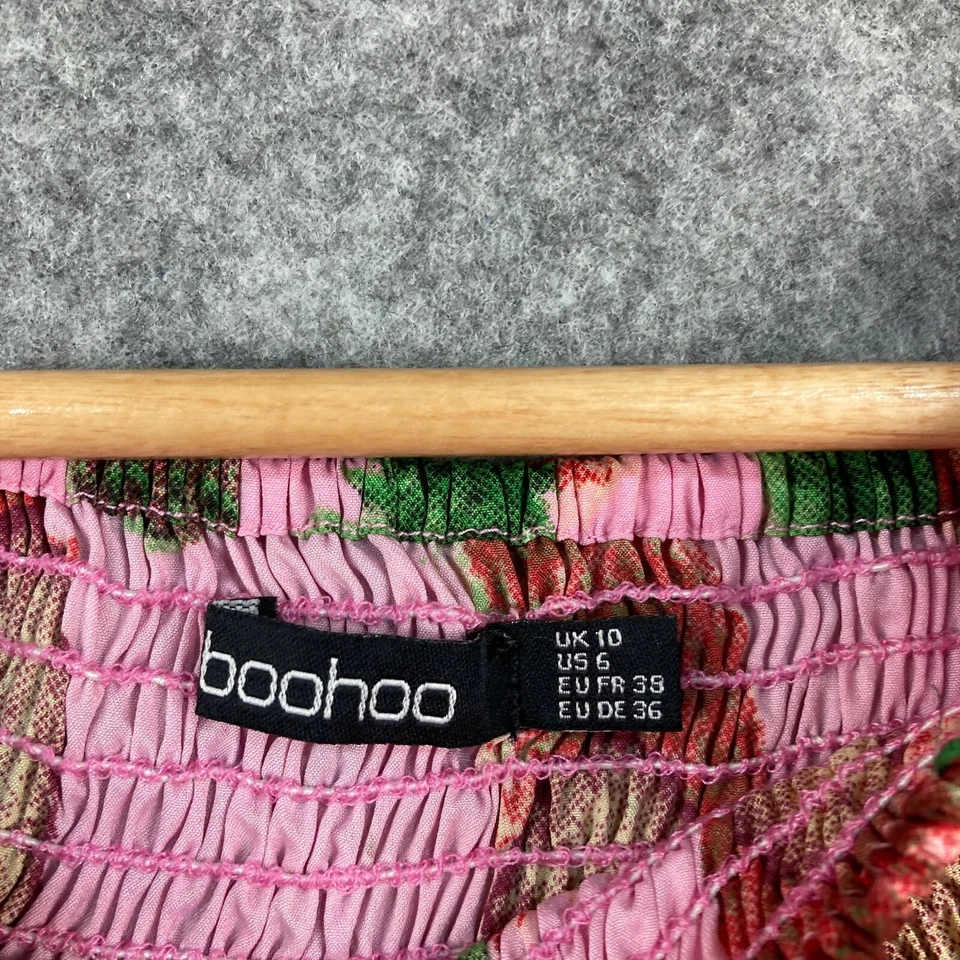 boohoo
UK 10
US 6
EU FR 38
EU DE 36